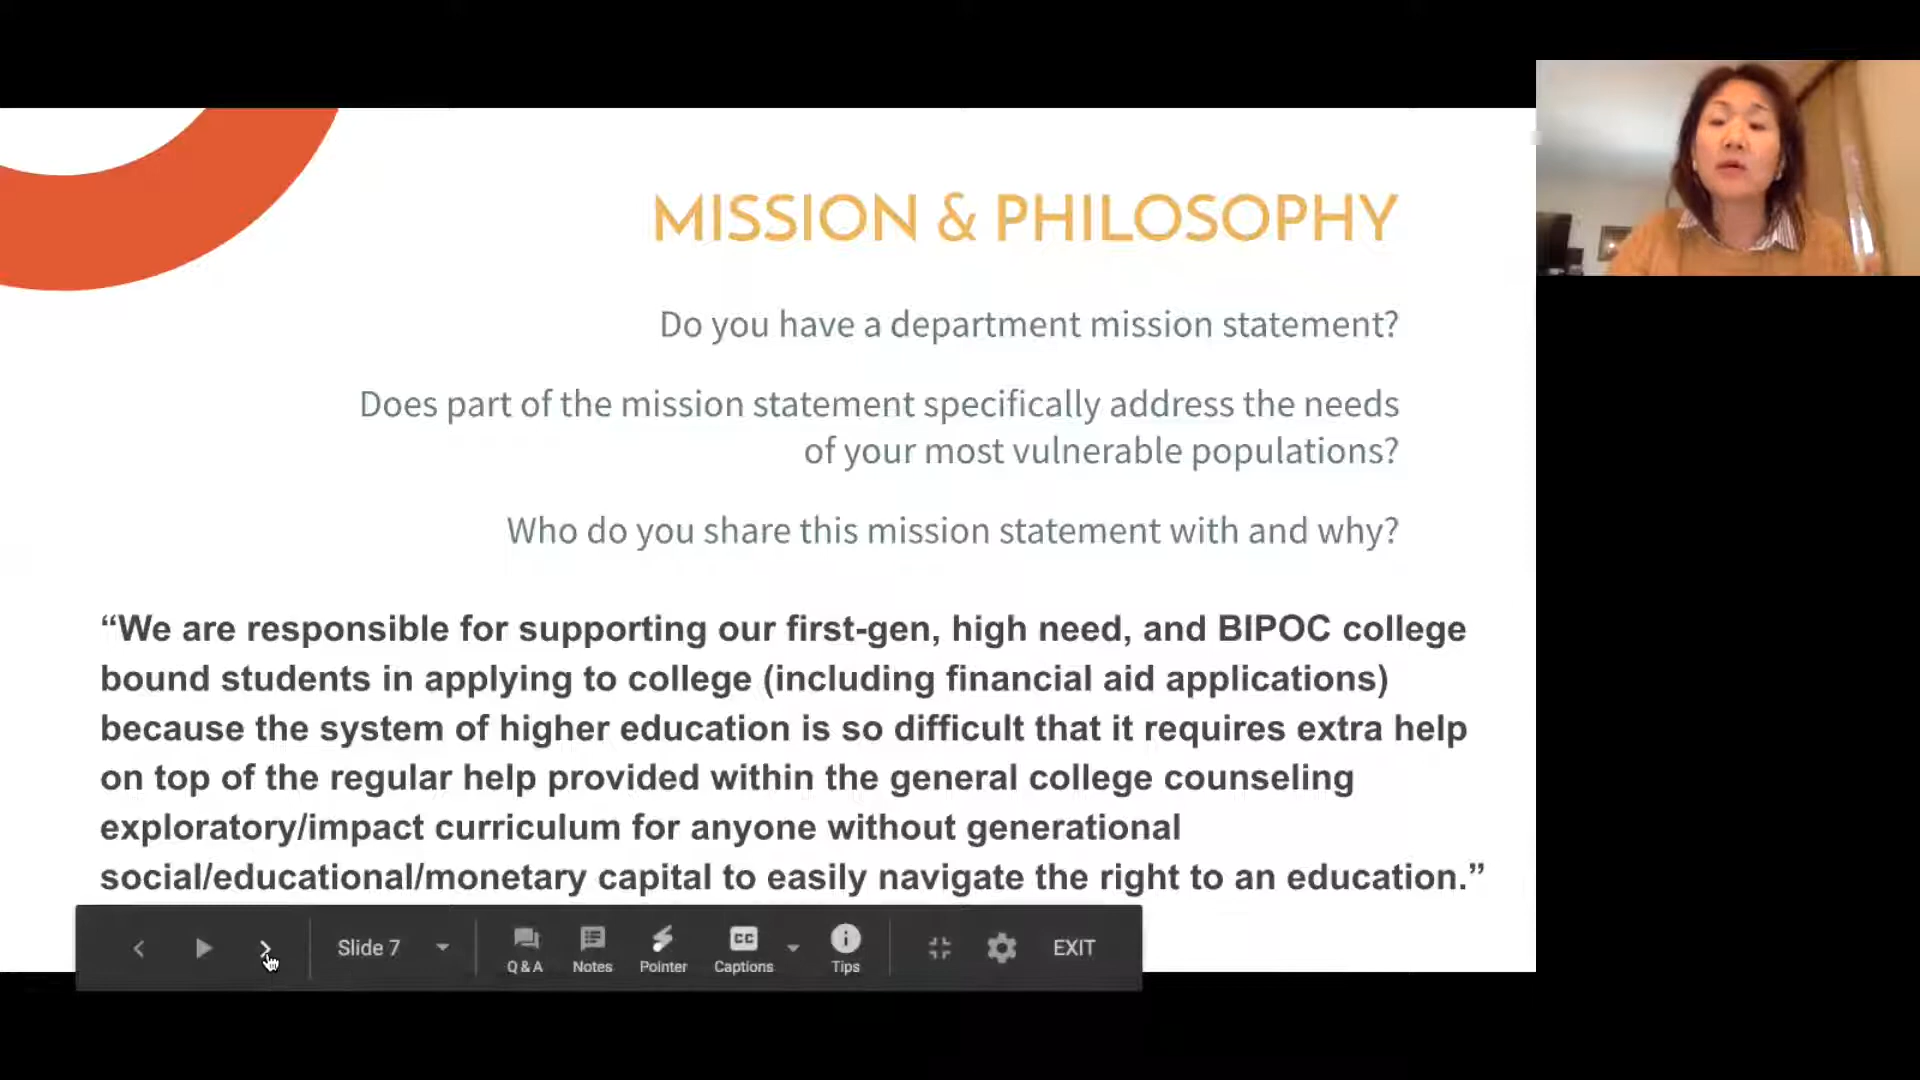 MISSION & PHILOSOPHY
Do you have a department mission statement?
Does part of the mission statement specifically address the needs
of your most vulnerable populations?
Who do you share this mission statement with and why?
“We are responsible for supporting our first-gen, high need, and BIPOC college
bound students in applying to college (including financial aid applications)
because the system of higher education is so difficult that it requires extra help
on top of the regular help provided within the general college counseling
exploratory/impact curriculum for anyone without generational
social/educational/monetary capital to easily navigate the right to an education.”
Slide 7
Q & A
Notes
Pointer
CC
Captions
Tips
EXIT